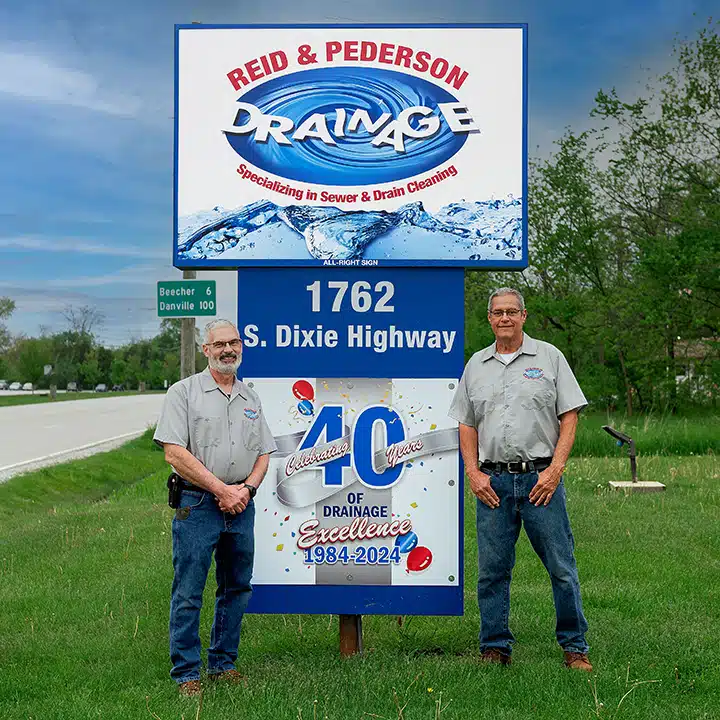 REID & PEDERSON
DRAINAGE
Specializing in Sewer & Drain Cleaning
ALL-RIGHT SIGN
Beecher 6
Danville 100
1762
S. Dixie Highway
40
Celebrating Years
OF
DRAINAGE
Excellence
1984-2024